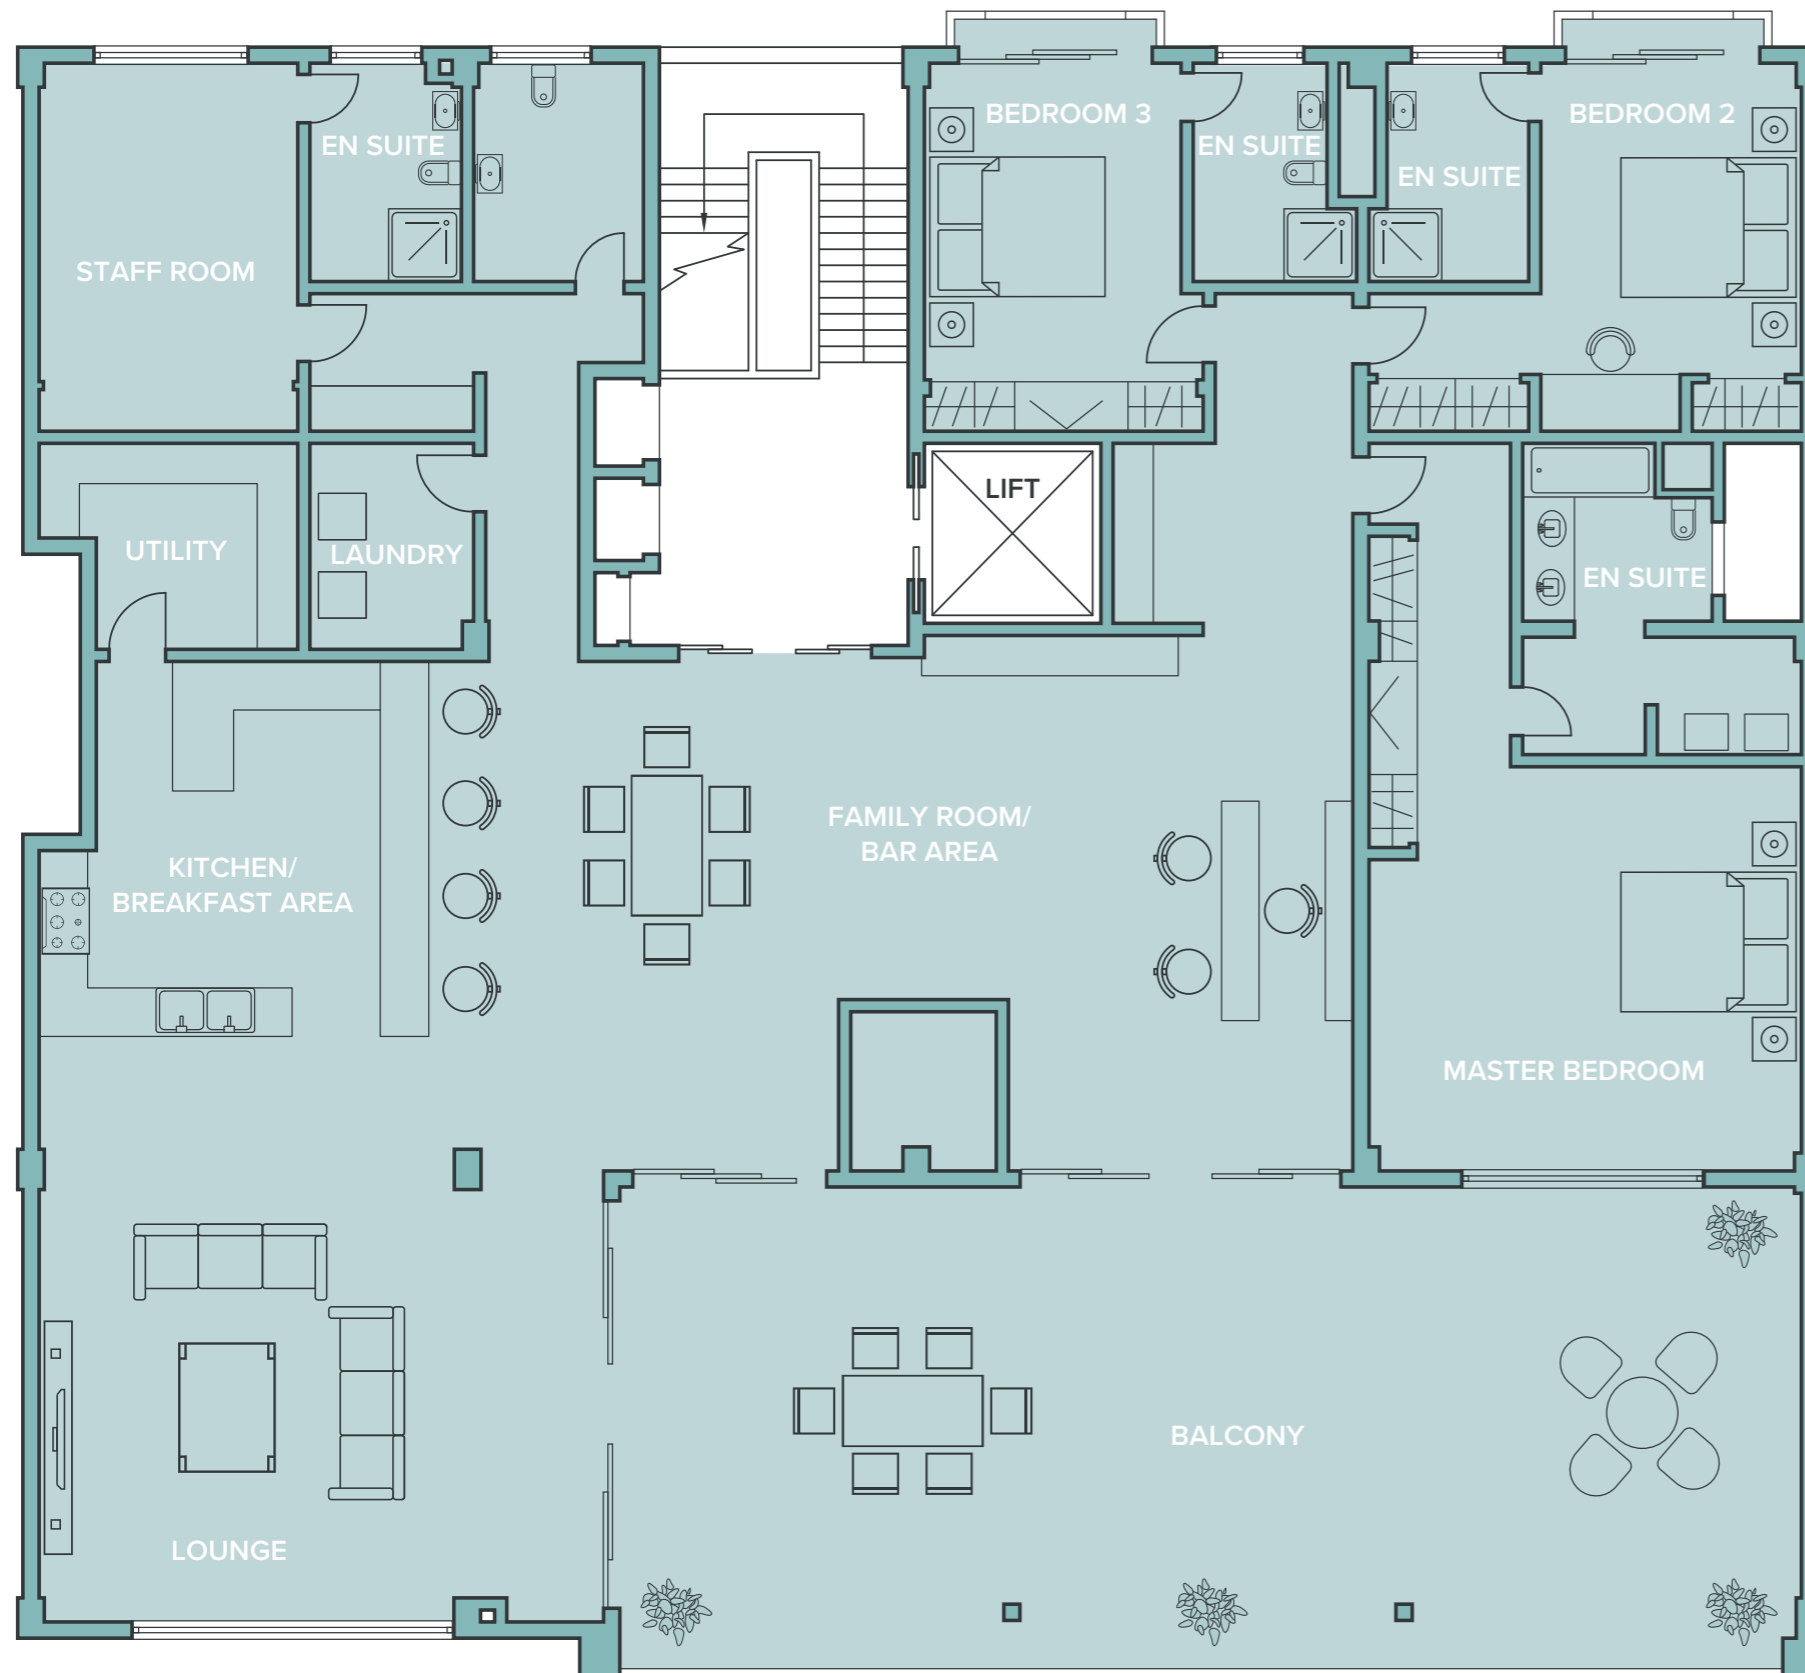 BEDROOM 3
BEDROOM 2
EN SUITE
EN SUITE
EN SUITE
STAFF ROOM
LIFT
UTILITY
LAUNDRY
EN SUITE
FAMILY ROOM/
BAR AREA
KITCHEN/
BREAKFAST AREA
MASTER BEDROOM
BALCONY
LOUNGE